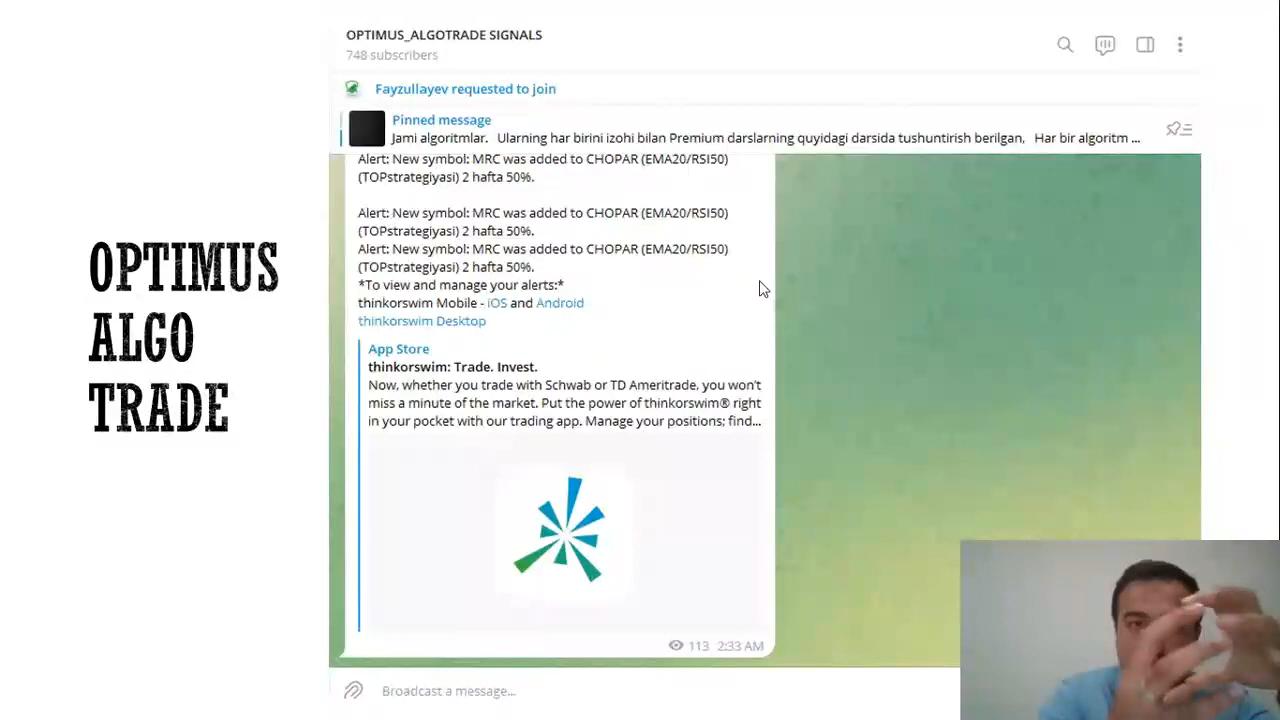 OPTIMUS_ALGOTRADE SIGNALS
748 subscribers
Fayzullayev requested to join
Pinned message
Jami algoritmlar. Ularning har birini izohi bilan Premium darslarning quyidagi darsida tushuntirish berilgan, Har bir algoritm ...
Alert: New symbol: MRC was added to CHOPAR (EMA20/RSI50)
(TOPstrategiyasi) 2 hafta 50%.
Alert: New symbol: MRC was added to CHOPAR (EMA20/RSI50)
(TOPstrategiyasi) 2 hafta 50%.
Alert: New symbol: MRC was added to CHOPAR (EMA20/RSI50)
(TOPstrategiyasi) 2 hafta 50%.
*To view and manage your alerts:*
thinkorswim Mobile - iOS and Android
thinkorswim Desktop
App Store
thinkorswim: Trade. Invest.
Now, whether you trade with Schwab or TD Ameritrade, you won't
miss a minute of the market. Put the power of thinkorswim® right
in your pocket with our trading app. Manage your positions; find...
113 2:33 AM
Broadcast a message...
OPTIMUS
ALGO
TRADE